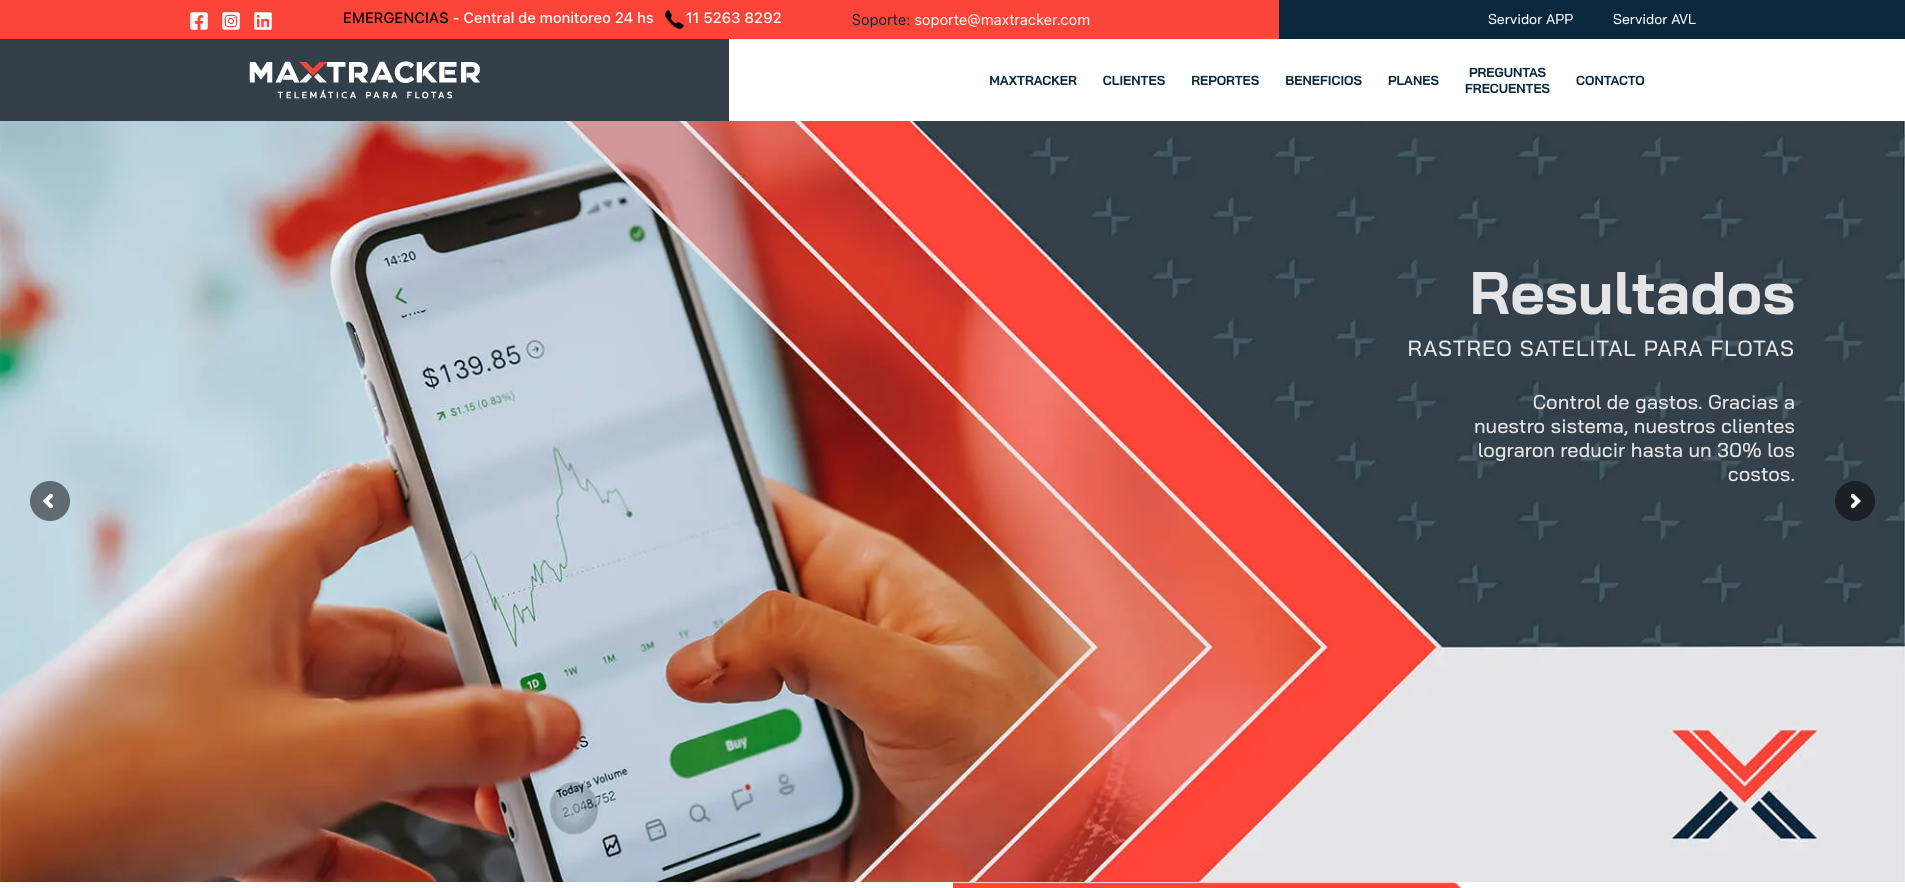 EMERGENCIAS - Central de monitoreo 24 hs 11 5263 8292
Soporte: soporte@maxtracker.com
Servidor APP
Servidor AVL
MAXTRACKER
TELEMÁTICA PARA FLOTAS
MAXTRACKER
CLIENTES
REPORTES
BENEFICIOS
PLANES
PREGUNTAS
FRECUENTES
CONTACTO
Resultados
RASTREO SATELITAL PARA FLOTAS
Control de gastos. Gracias a
nuestro sistema, nuestros clientes
lograron reducir hasta un 30% los
costos.
14:20
$139.85
$1.15 (0.83%)
1D 1W 1M 3M 1Y 5Y
Buy
Today's Volume
2,048,752